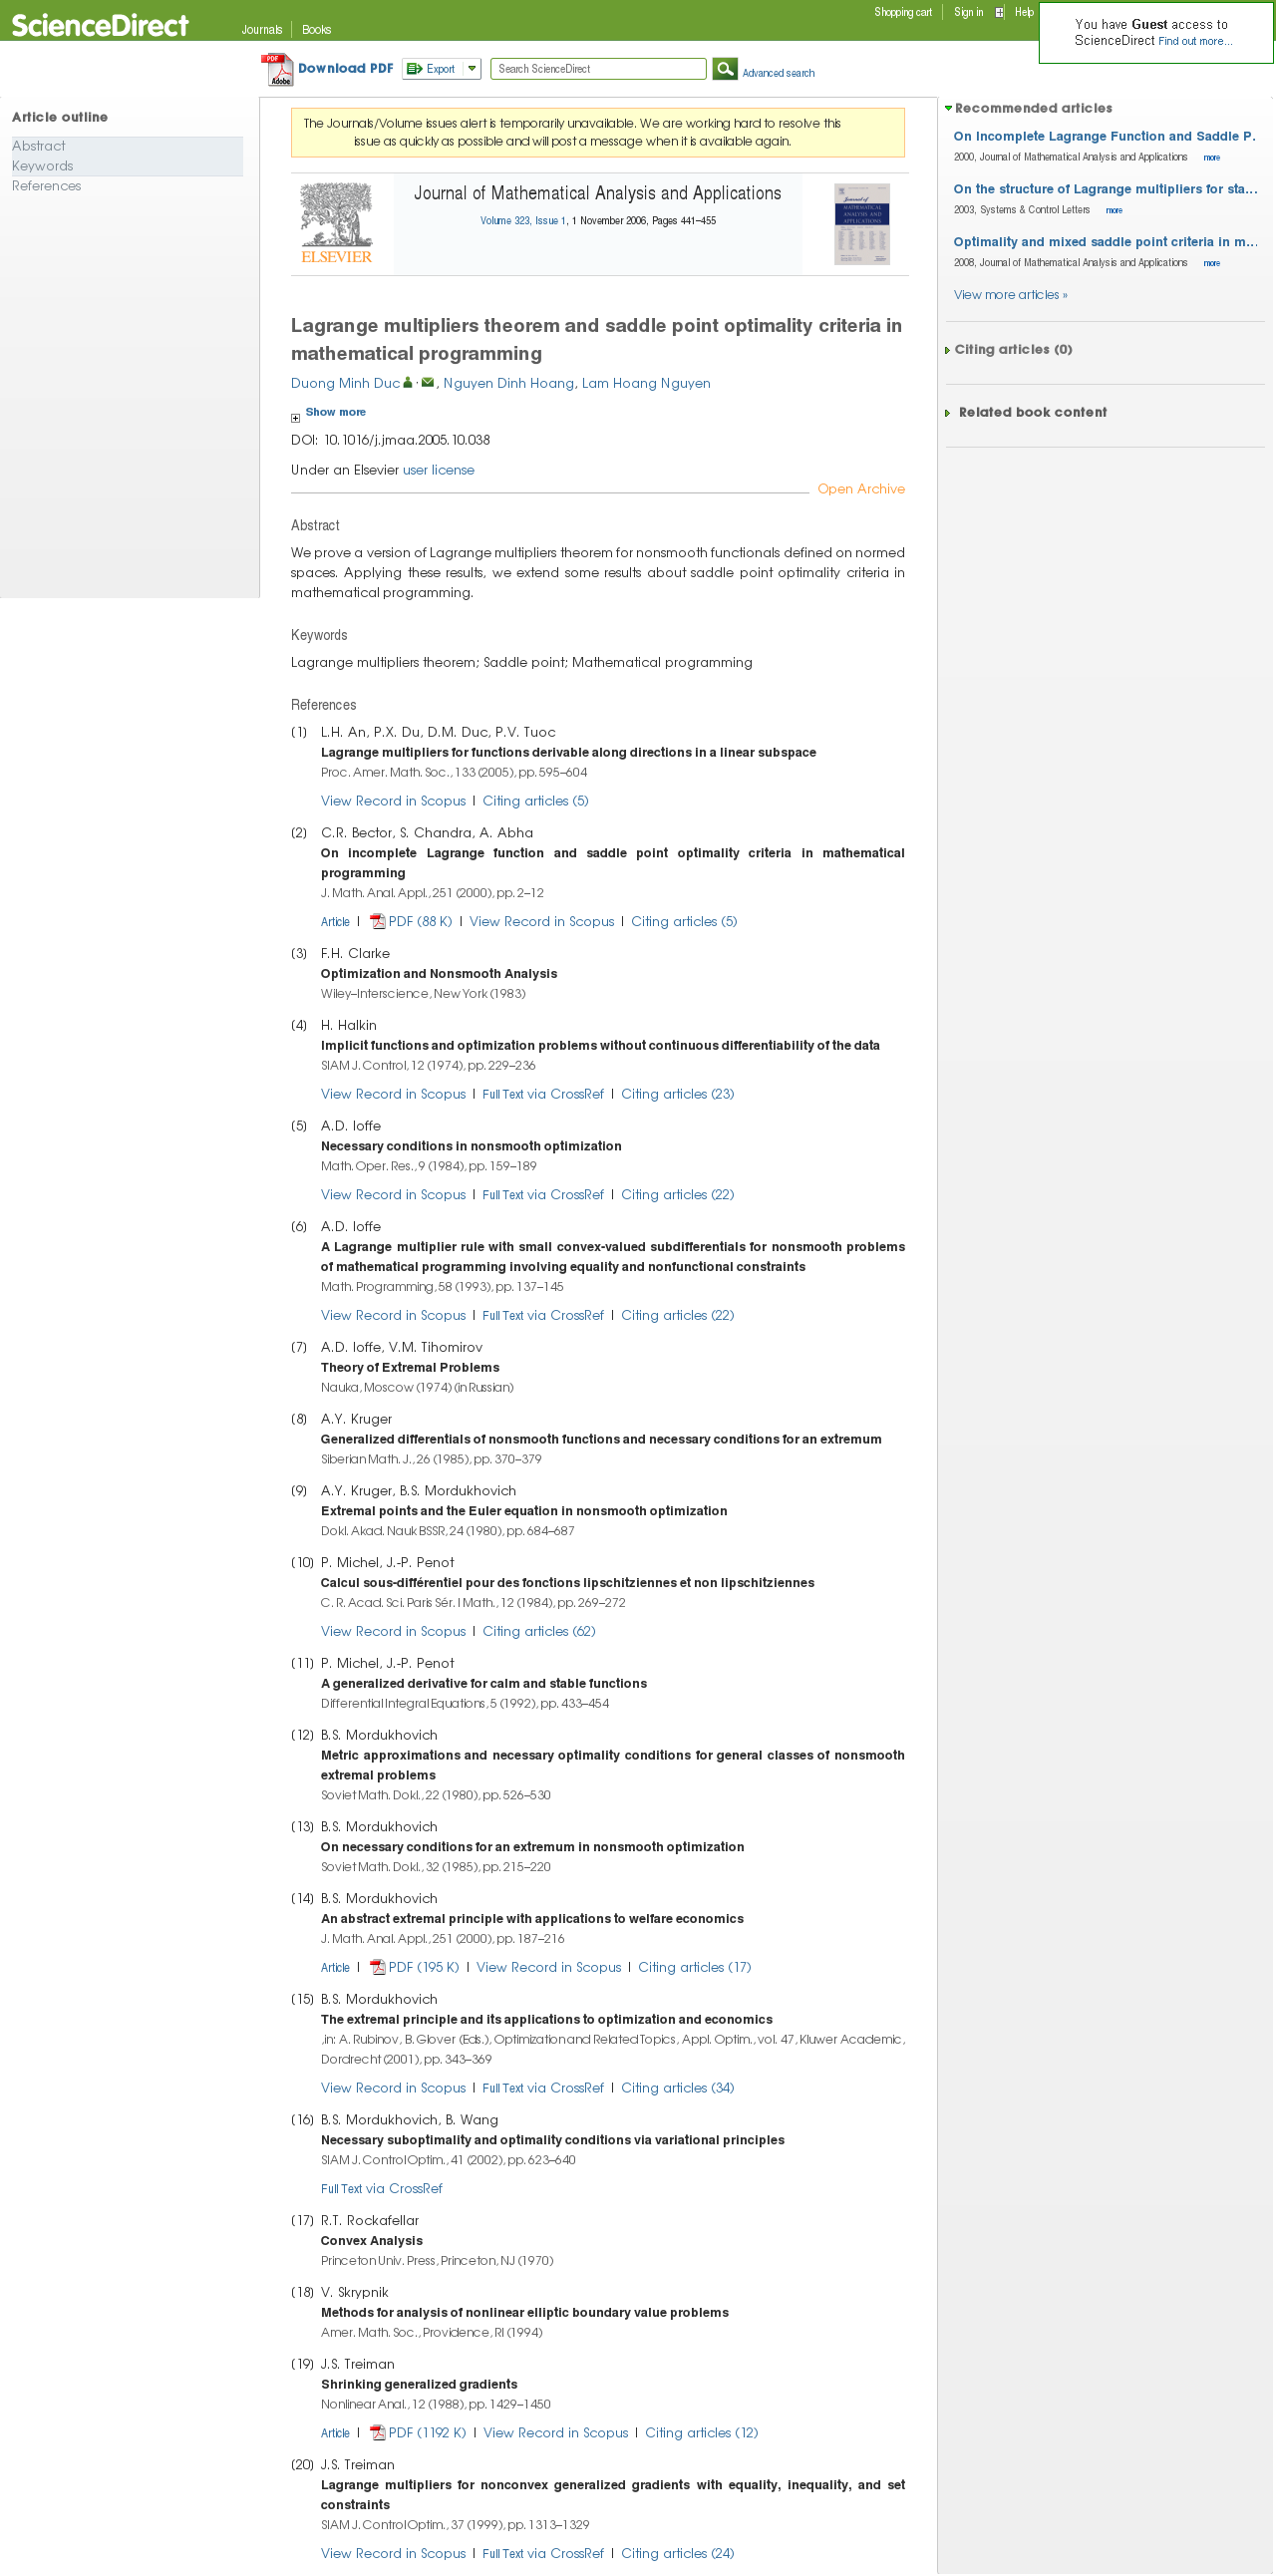 ScienceDirect
Journals
Books
Shopping cart
Sign in
Help
You have Guest access to
ScienceDirect Find out more...
Download PDF
Export
Search ScienceDirect
Advanced search
Article outline
Abstract
Keywords
References
The Journals/Volume issues alert is temporarily unavailable. We are working hard to resolve this
issue as quickly as possible and will post a message when it is available again.
ELSEVIER
Journal of Mathematical Analysis and Applications
Volume 323, Issue 1, 1 November 2006, Pages 441–455
Lagrange multipliers theorem and saddle point optimality criteria in
mathematical programming
Duong Minh Duc · , Nguyen Dinh Hoang, Lam Hoang Nguyen
Show more
DOI: 10.1016/j.jmaa.2005.10.038
Under an Elsevier user license
Open Archive
Abstract
We prove a version of Lagrange multipliers theorem for nonsmooth functionals defined on normed
spaces. Applying these results, we extend some results about saddle point optimality criteria in
mathematical programming.
Keywords
Lagrange multipliers theorem; Saddle point; Mathematical programming
References
(1) L.H. An, P.X. Du, D.M. Duc, P.V. Tuoc
Lagrange multipliers for functions derivable along directions in a linear subspace
Proc. Amer. Math. Soc., 133 (2005), pp. 595–604
View Record in Scopus | Citing articles (5)
(2) C.R. Bector, S. Chandra, A. Abha
On incomplete Lagrange function and saddle point optimality criteria in mathematical
programming
J. Math. Anal. Appl., 251 (2000), pp. 2–12
Article | PDF (88 K) | View Record in Scopus | Citing articles (5)
(3) F.H. Clarke
Optimization and Nonsmooth Analysis
Wiley–Interscience, New York (1983)
(4) H. Halkin
Implicit functions and optimization problems without continuous differentiability of the data
SIAM J. Control, 12 (1974), pp. 229–236
View Record in Scopus | Full Text via CrossRef | Citing articles (23)
(5) A.D. Ioffe
Necessary conditions in nonsmooth optimization
Math. Oper. Res., 9 (1984), pp. 159–189
View Record in Scopus | Full Text via CrossRef | Citing articles (22)
(6) A.D. Ioffe
A Lagrange multiplier rule with small convex-valued subdifferentials for nonsmooth problems
of mathematical programming involving equality and nonfunctional constraints
Math. Programming, 58 (1993), pp. 137–145
View Record in Scopus | Full Text via CrossRef | Citing articles (22)
(7) A.D. Ioffe, V.M. Tihomirov
Theory of Extremal Problems
Nauka, Moscow (1974) (in Russian)
(8) A.Y. Kruger
Generalized differentials of nonsmooth functions and necessary conditions for an extremum
Siberian Math. J., 26 (1985), pp. 370–379
(9) A.Y. Kruger, B.S. Mordukhovich
Extremal points and the Euler equation in nonsmooth optimization
Dokl. Akad. Nauk BSSR, 24 (1980), pp. 684–687
(10) P. Michel, J.-P. Penot
Calcul sous-différentiel pour des fonctions lipschitziennes et non lipschitziennes
C. R. Acad. Sci. Paris Sér. I Math., 12 (1984), pp. 269–272
View Record in Scopus | Citing articles (62)
(11) P. Michel, J.-P. Penot
A generalized derivative for calm and stable functions
Differential Integral Equations, 5 (1992), pp. 433–454
(12) B.S. Mordukhovich
Metric approximations and necessary optimality conditions for general classes of nonsmooth
extremal problems
Soviet Math. Dokl., 22 (1980), pp. 526–530
(13) B.S. Mordukhovich
On necessary conditions for an extremum in nonsmooth optimization
Soviet Math. Dokl., 32 (1985), pp. 215–220
(14) B.S. Mordukhovich
An abstract extremal principle with applications to welfare economics
J. Math. Anal. Appl., 251 (2000), pp. 187–216
Article | PDF (195 K) | View Record in Scopus | Citing articles (17)
(15) B.S. Mordukhovich
The extremal principle and its applications to optimization and economics
,in: A. Rubinov, B. Glover (Eds.), Optimization and Related Topics, Appl. Optim., vol. 47, Kluwer Academic,
Dordrecht (2001), pp. 343–369
View Record in Scopus | Full Text via CrossRef | Citing articles (34)
(16) B.S. Mordukhovich, B. Wang
Necessary suboptimality and optimality conditions via variational principles
SIAM J. Control Optim., 41 (2002), pp. 623–640
Full Text via CrossRef
(17) R.T. Rockafellar
Convex Analysis
Princeton Univ. Press, Princeton, NJ (1970)
(18) V. Skrypnik
Methods for analysis of nonlinear elliptic boundary value problems
Amer. Math. Soc., Providence, RI (1994)
(19) J.S. Treiman
Shrinking generalized gradients
Nonlinear Anal., 12 (1988), pp. 1429–1450
Article | PDF (1192 K) | View Record in Scopus | Citing articles (12)
(20) J.S. Treiman
Lagrange multipliers for nonconvex generalized gradients with equality, inequality, and set
constraints
SIAM J. Control Optim., 37 (1999), pp. 1313–1329
View Record in Scopus | Full Text via CrossRef | Citing articles (24)
Recommended articles
On Incomplete Lagrange Function and Saddle P...
2000, Journal of Mathematical Analysis and Applications more
On the structure of Lagrange multipliers for sta...
2003, Systems & Control Letters more
Optimality and mixed saddle point criteria in m...
2008, Journal of Mathematical Analysis and Applications more
View more articles »
Citing articles (0)
Related book content